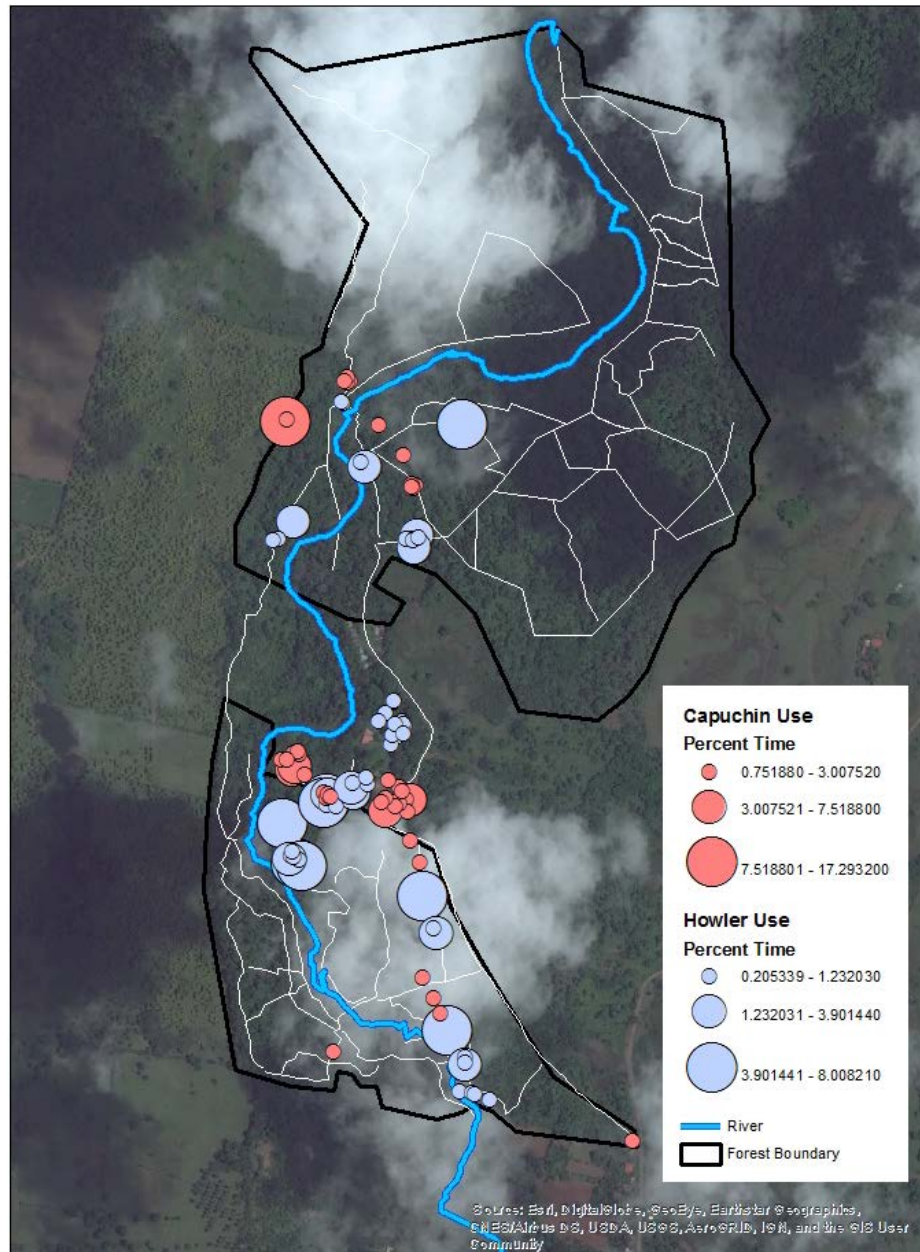 Capuchin Use
Percent Time
0.751880 - 3.007520
3.007521 - 7.518800
7.518801 - 17.293200
Howler Use
Percent Time
0.205339 - 1.232030
1.232031 - 3.901440
3.901441 - 8.008210
River
Forest Boundary
Source: Esri, DigitalGlobe, GeoEye, Earthstar Geographics,
CNES/Airbus DS, USDA, USGS, AeroGRID, IGN, and the GIS User
Community